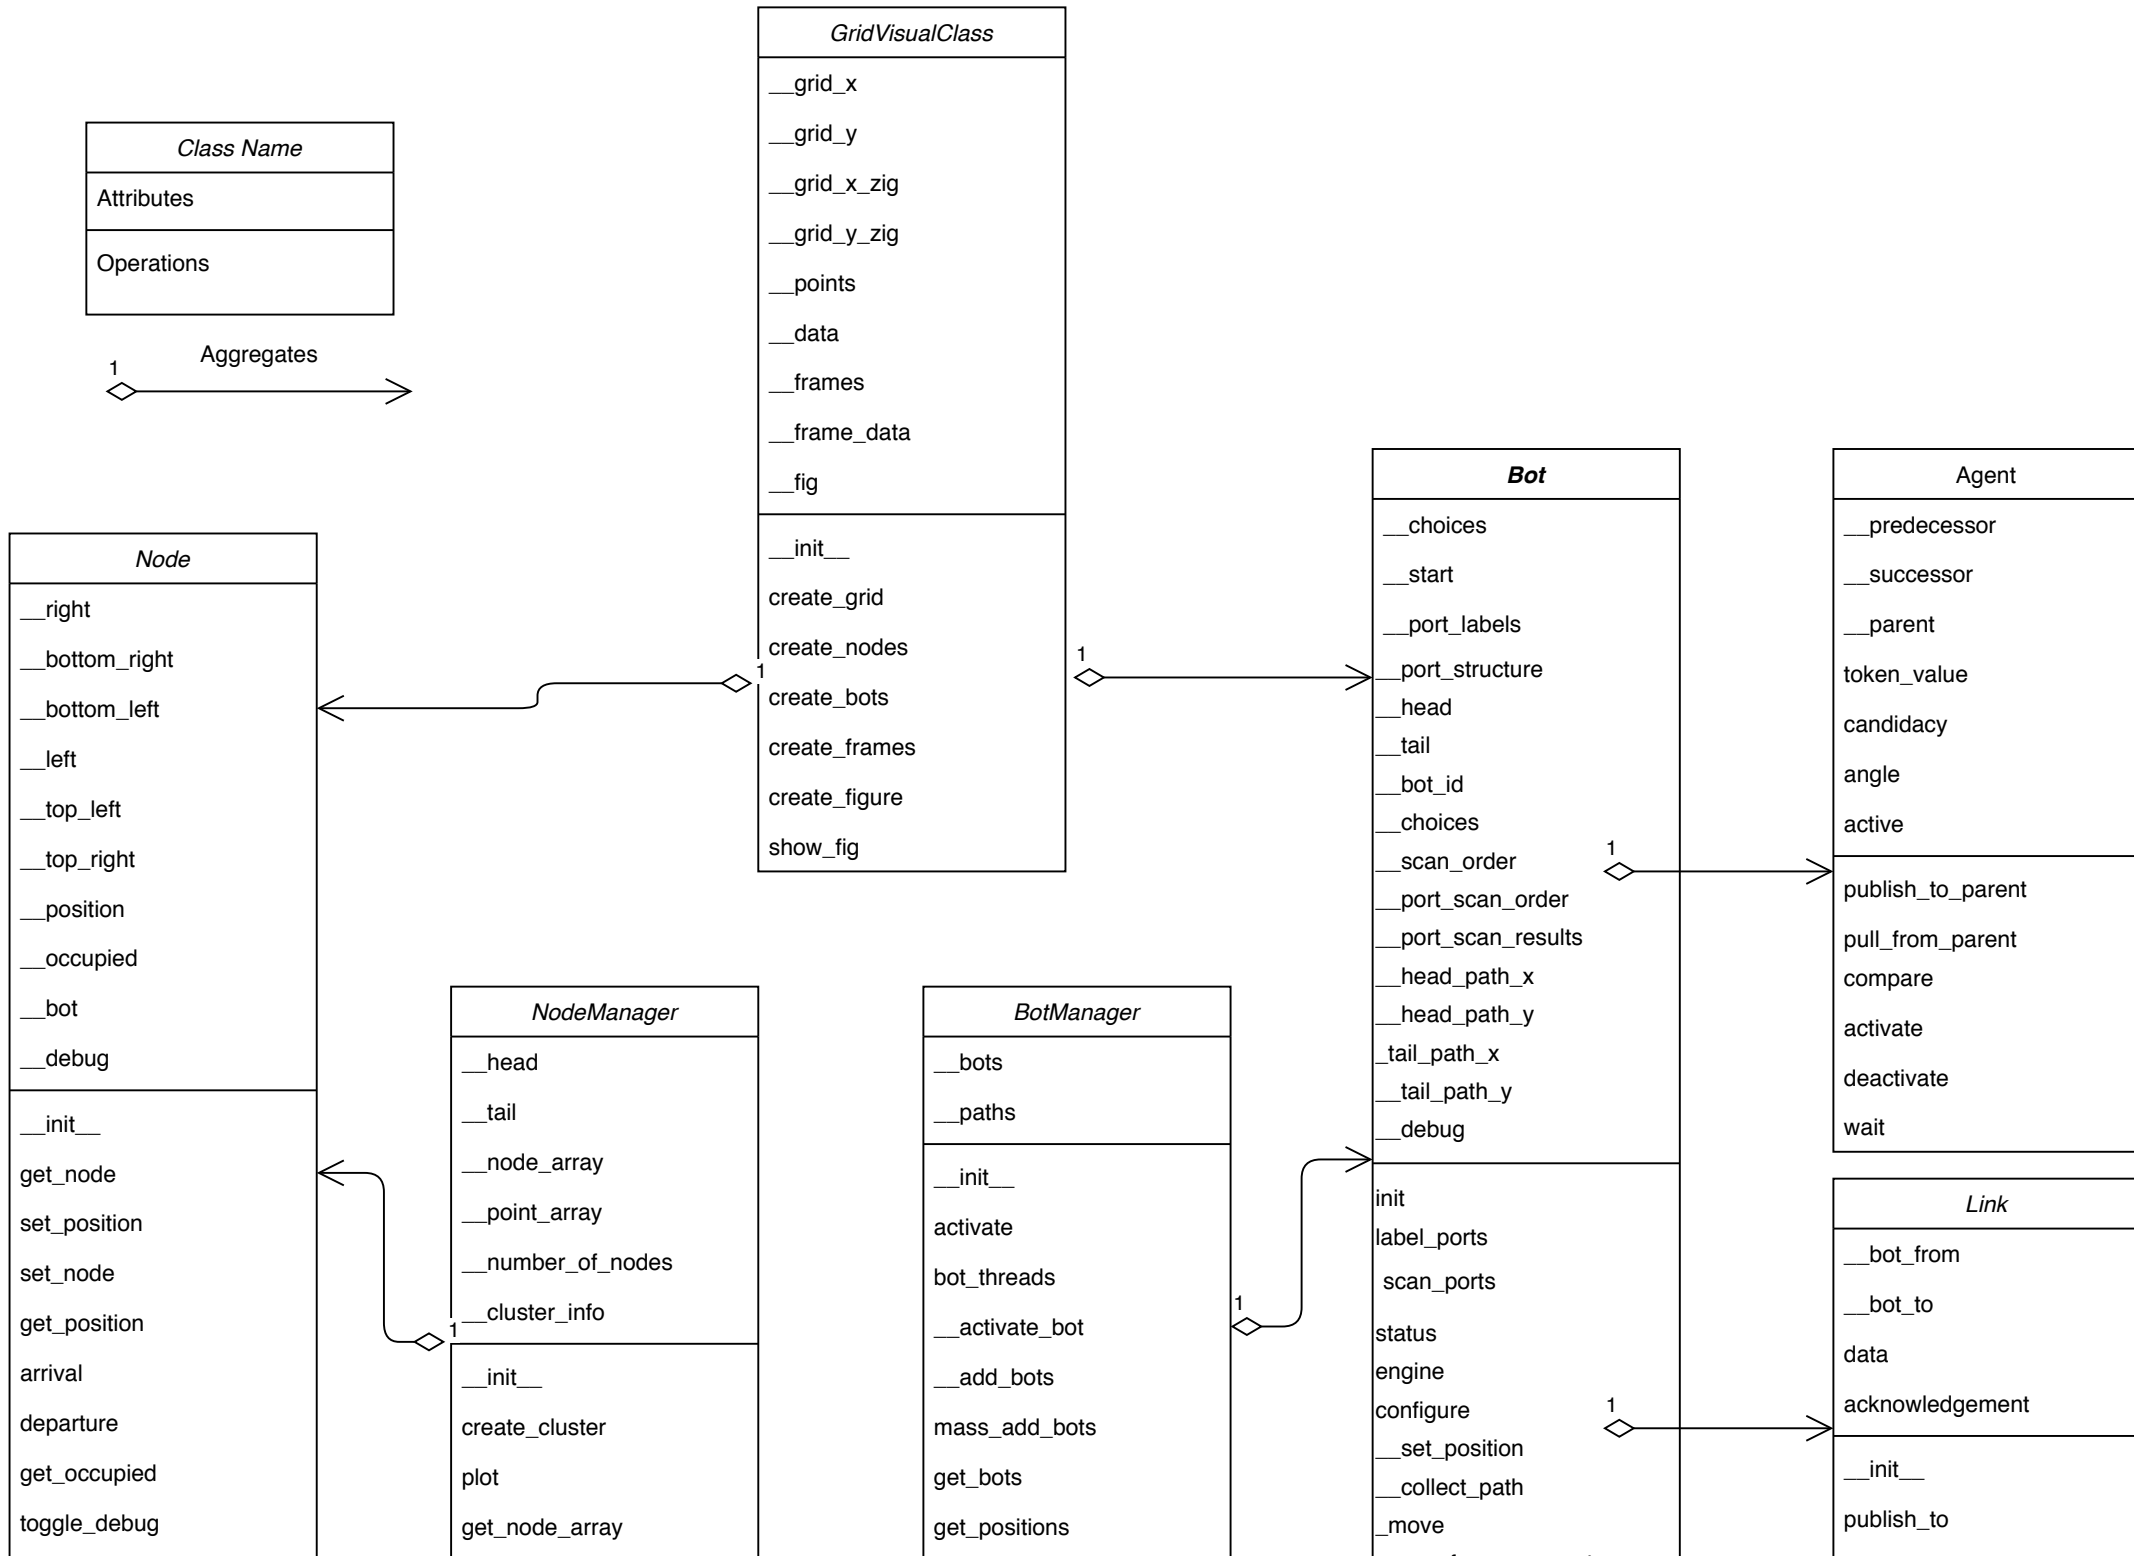 GridVisualClass
__grid_x
__grid_y
__grid_x_zig
__grid_y_zig
__points
__data
__frames
__frame_data
__fig
__init__
create_grid
create_nodes
create_bots
create_frames
create_figure
show_fig
Class Name
Attributes
Operations
Aggregates
1
1
1
Node
__right
__bottom_right
__bottom_left
__left
__top_left
__top_right
__position
__occupied
__bot
__debug
__init__
get_node
set_position
set_node
get_position
arrival
departure
get_occupied
toggle_debug
NodeManager
__head
__tail
__node_array
__point_array
__number_of_nodes
__cluster_info
1
__init__
create_cluster
plot
get_node_array
BotManager
__bots
__paths
__init__
activate
bot_threads
__activate_bot
__add_bots
mass_add_bots
get_bots
get_positions
1
Bot
__choices
__start
__port_labels
__port_structure
__head
__tail
__bot_id
__choices
__scan_order
__port_scan_order
__port_scan_results
__head_path_x
__head_path_y
_tail_path_x
__tail_path_y
__debug
init
label_ports
scan_ports
status
engine
configure
__set_position
__collect_path
_move
1
1
Agent
__predecessor
__successor
__parent
token_value
candidacy
angle
active
publish_to_parent
pull_from_parent
compare
activate
deactivate
wait
Link
__bot_from
__bot_to
data
acknowledgement
__init__
publish_to